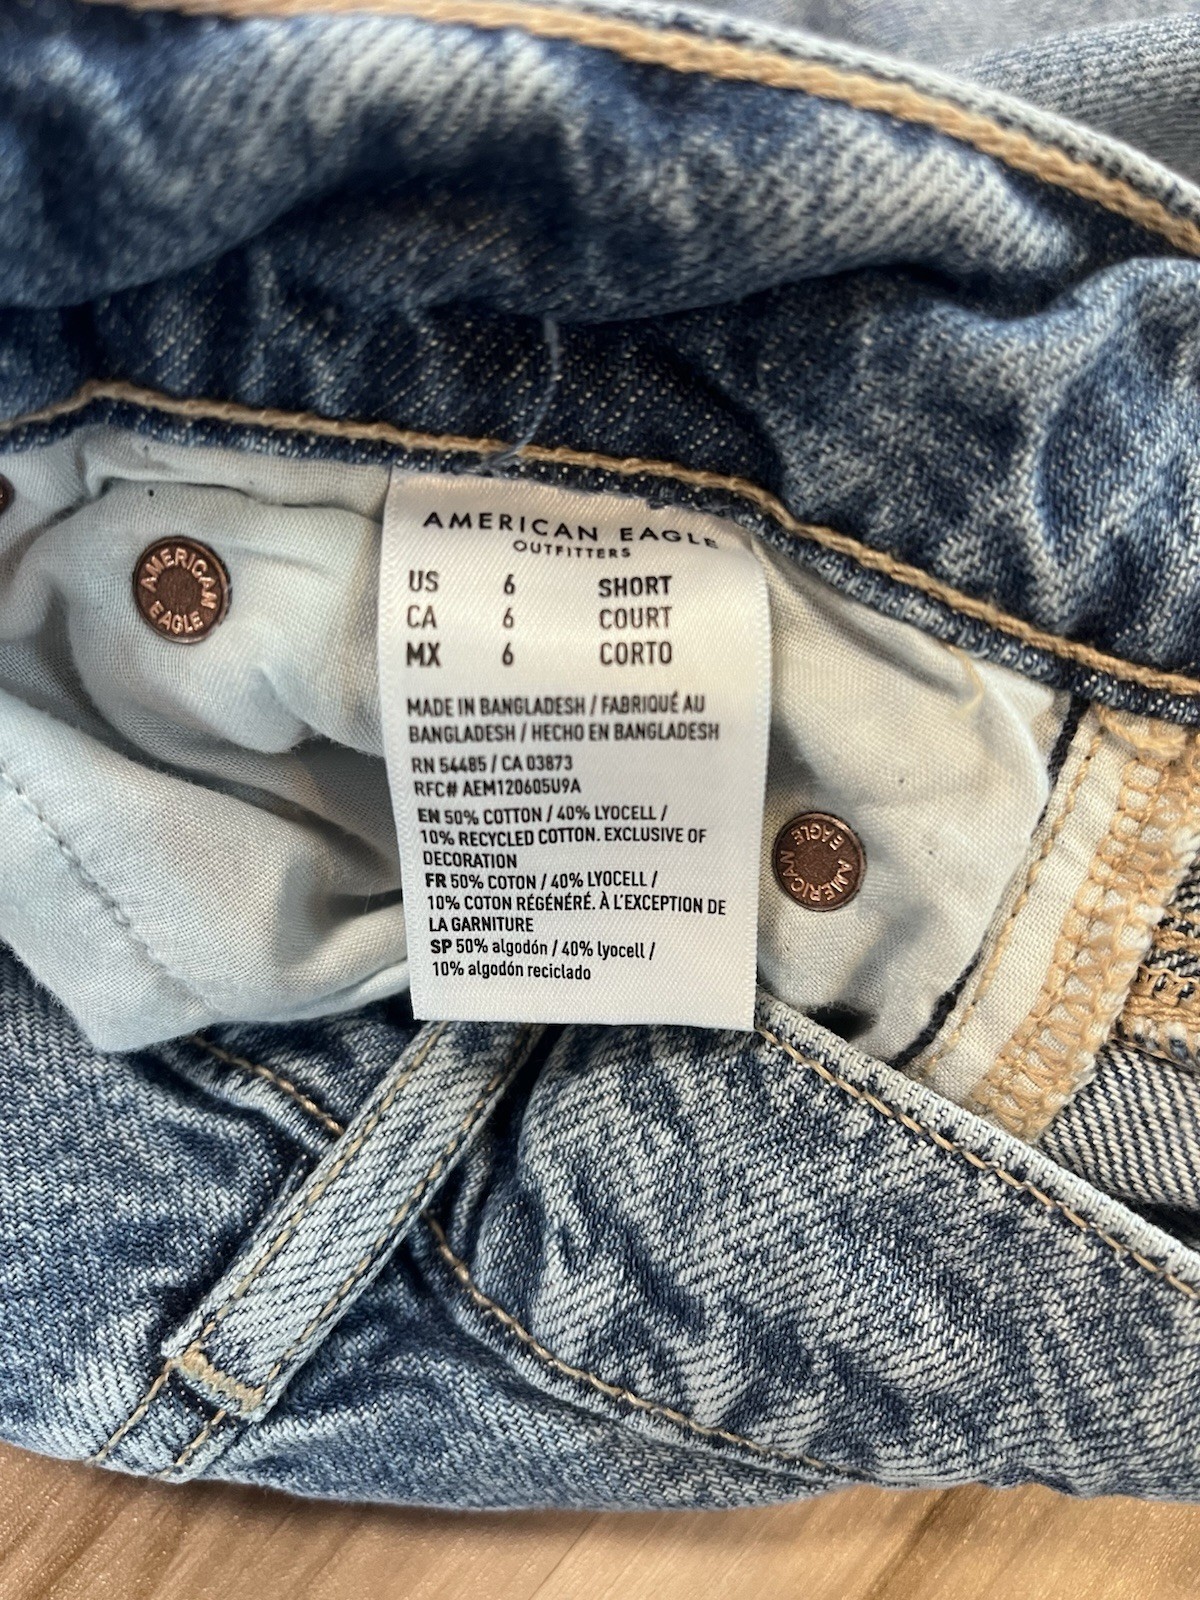 AMERICAN EAGLE
OUTFITTERS
US 6 SHORT
CA 6 COURT
MX 6 CORTO
MADE IN BANGLADESH / FABRIQUÉ AU
BANGLADESH / HECHO EN BANGLADESH
RN 54485 / CA 03873
RFC# AEM120605U9A
EN 50% COTTON / 40% LYOCELL /
10% RECYCLED COTTON. EXCLUSIVE OF
DECORATION
FR 50% COTON / 40% LYOCELL /
10% COTON RÉGÉNÉRÉ. À L'EXCEPTION DE
LA GARNITURE
SP 50% algodón / 40% lyocell /
10% algodón reciclado
AMERICAN
EAGLE
AMERICAN
EAGLE